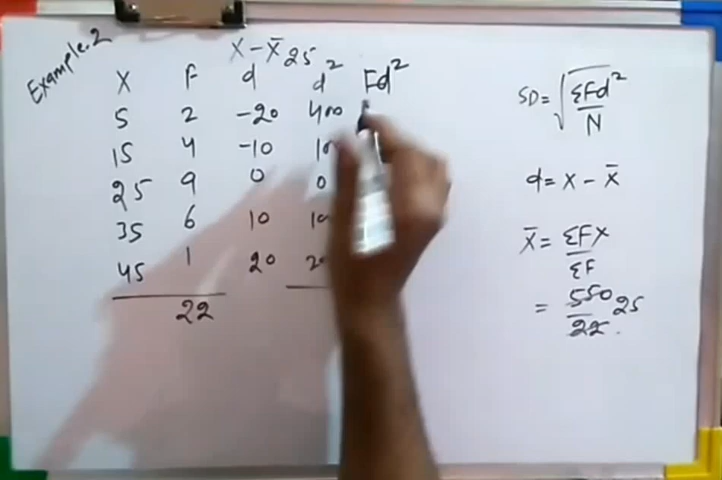 Example.2
X - X̄ 25
X F d d² Fd²
5 2 -20 400
15 4 -10
25 9 0 0
35 6 10
45 1 20
22
SD = √ΣFd²/N
d = X - X̄
X̄ = ΣFX/ΣF
= 550/22 25